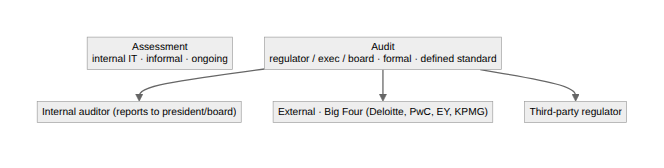 Assessment
internal IT · informal · ongoing
Audit
regulator / exec / board · formal · defined standard
Internal auditor (reports to president/board)
External · Big Four (Deloitte, PwC, EY, KPMG)
Third-party regulator